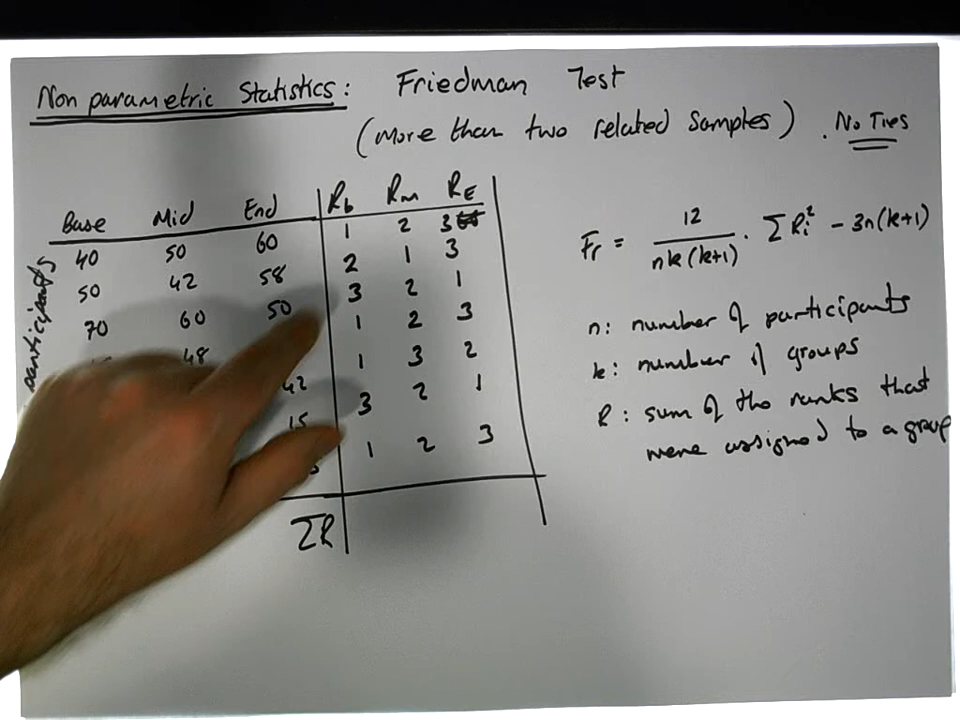 Non parametric Statistics: Friedman Test
(More than two related Samples) . No Ties
Base Mid End Rb RM RE
40 50 60 1 2 3
50 42 58 2 1 3
70 60 50 3 2 1
48 1 2 3
42 1 3 2
15 3 2 1
1 2 3
ΣR
participants
Fr = 12 / nk(k+1) . ΣRi² - 3n(k+1)
n: number of participants
k: number of groups
R: sum of the ranks that
were assigned to a group